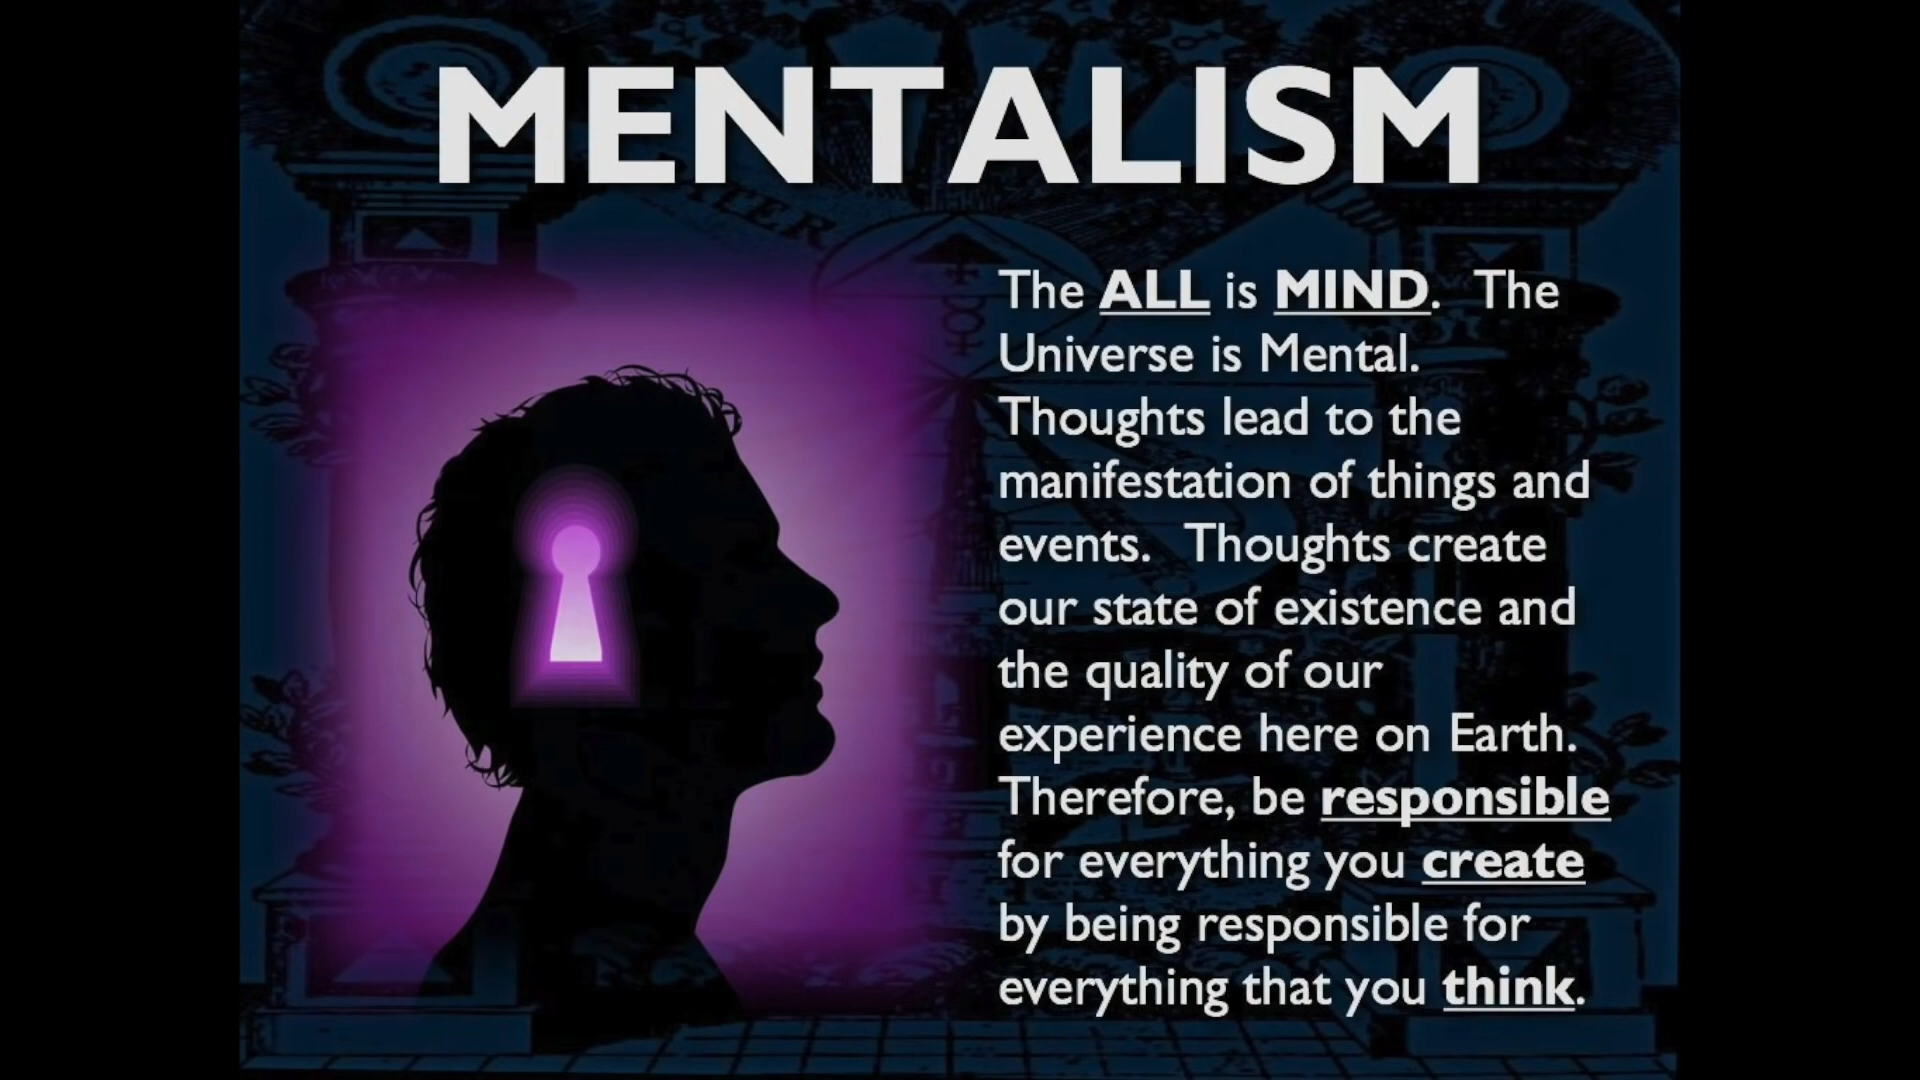 MENTALISM
The ALL is MIND. The
Universe is Mental.
Thoughts lead to the
manifestation of things and
events. Thoughts create
our state of existence and
the quality of our
experience here on Earth.
Therefore, be responsible
for everything you create
by being responsible for
everything that you think.